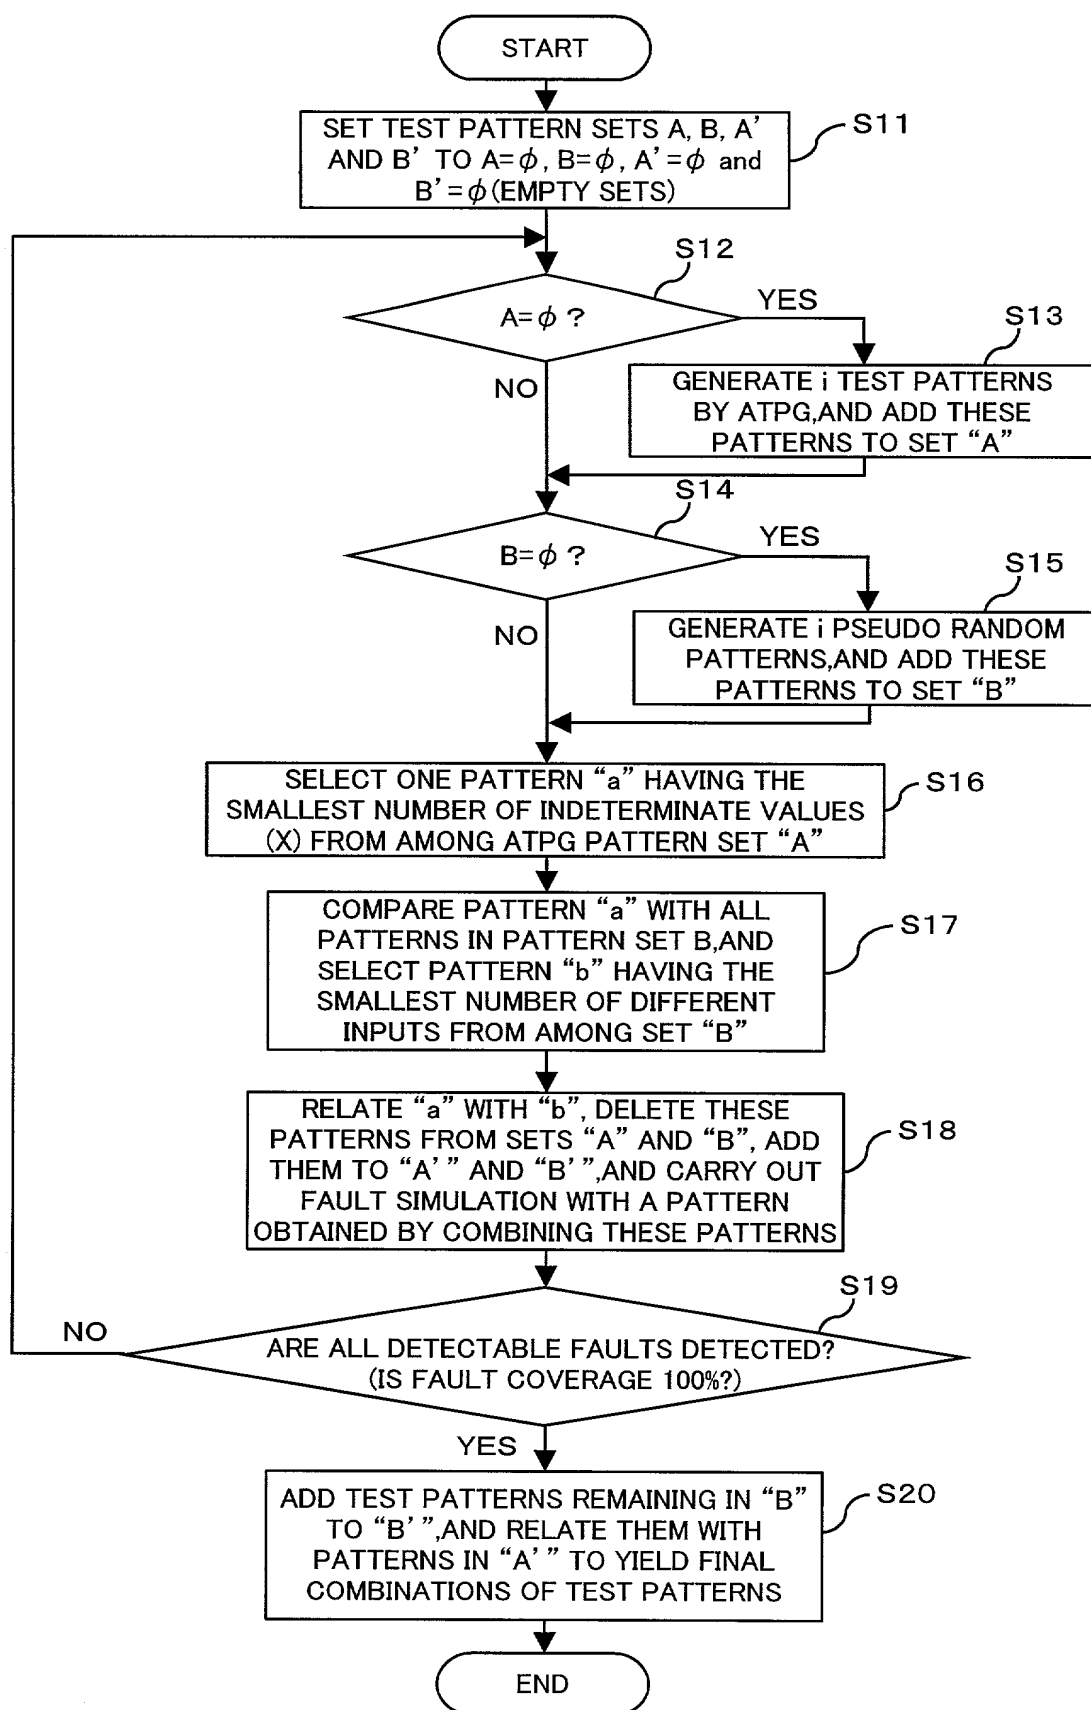 START
SET TEST PATTERN SETS A, B, A'
AND B' TO A=ϕ, B=ϕ, A'=ϕ and
B'=ϕ(EMPTY SETS)
S11
S12
A=ϕ ?
YES
NO
S13
GENERATE i TEST PATTERNS
BY ATPG,AND ADD THESE
PATTERNS TO SET “A”
S14
B=ϕ ?
YES
NO
S15
GENERATE i PSEUDO RANDOM
PATTERNS,AND ADD THESE
PATTERNS TO SET “B”
SELECT ONE PATTERN “a” HAVING THE
SMALLEST NUMBER OF INDETERMINATE VALUES
(X) FROM AMONG ATPG PATTERN SET “A”
S16
COMPARE PATTERN “a” WITH ALL
PATTERNS IN PATTERN SET B,AND
SELECT PATTERN “b” HAVING THE
SMALLEST NUMBER OF DIFFERENT
INPUTS FROM AMONG SET “B”
S17
RELATE “a” WITH “b”, DELETE THESE
PATTERNS FROM SETS “A” AND “B”, ADD
THEM TO “A'” AND “B'”,AND CARRY OUT
FAULT SIMULATION WITH A PATTERN
OBTAINED BY COMBINING THESE PATTERNS
S18
S19
NO
ARE ALL DETECTABLE FAULTS DETECTED?
(IS FAULT COVERAGE 100%?)
YES
ADD TEST PATTERNS REMAINING IN “B”
TO “B'”,AND RELATE THEM WITH
PATTERNS IN “A'” TO YIELD FINAL
COMBINATIONS OF TEST PATTERNS
S20
END